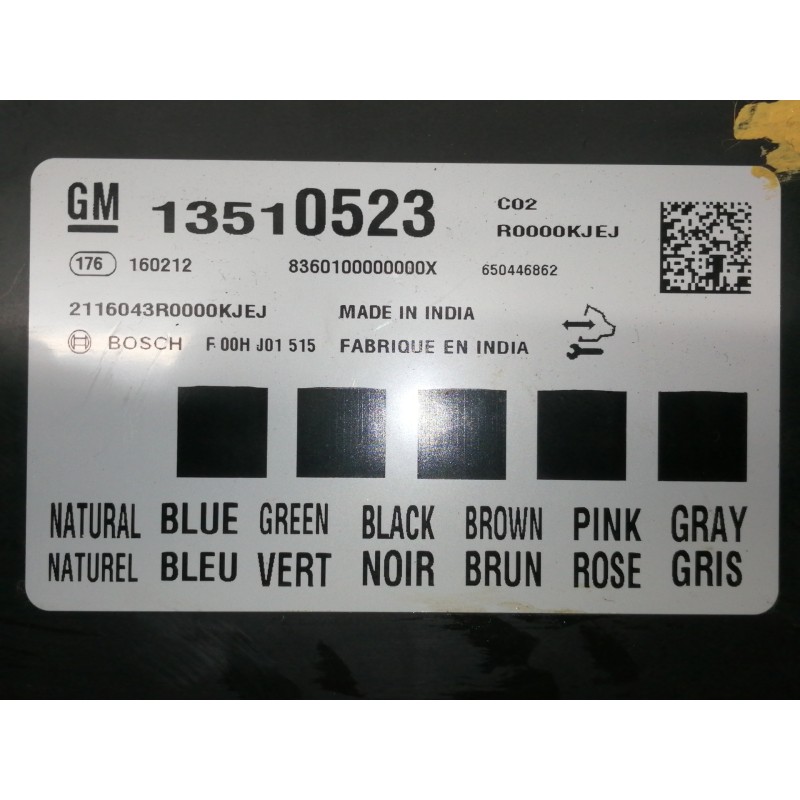 GM 13510523 C02
R0000KJEJ
176 160212 8360100000000X 650446862
2116043R0000KJEJ MADE IN INDIA
BOSCH F 00H J01 515 FABRIQUE EN INDIA
NATURAL BLUE GREEN BLACK BROWN PINK GRAY
NATUREL BLEU VERT NOIR BRUN ROSE GRIS